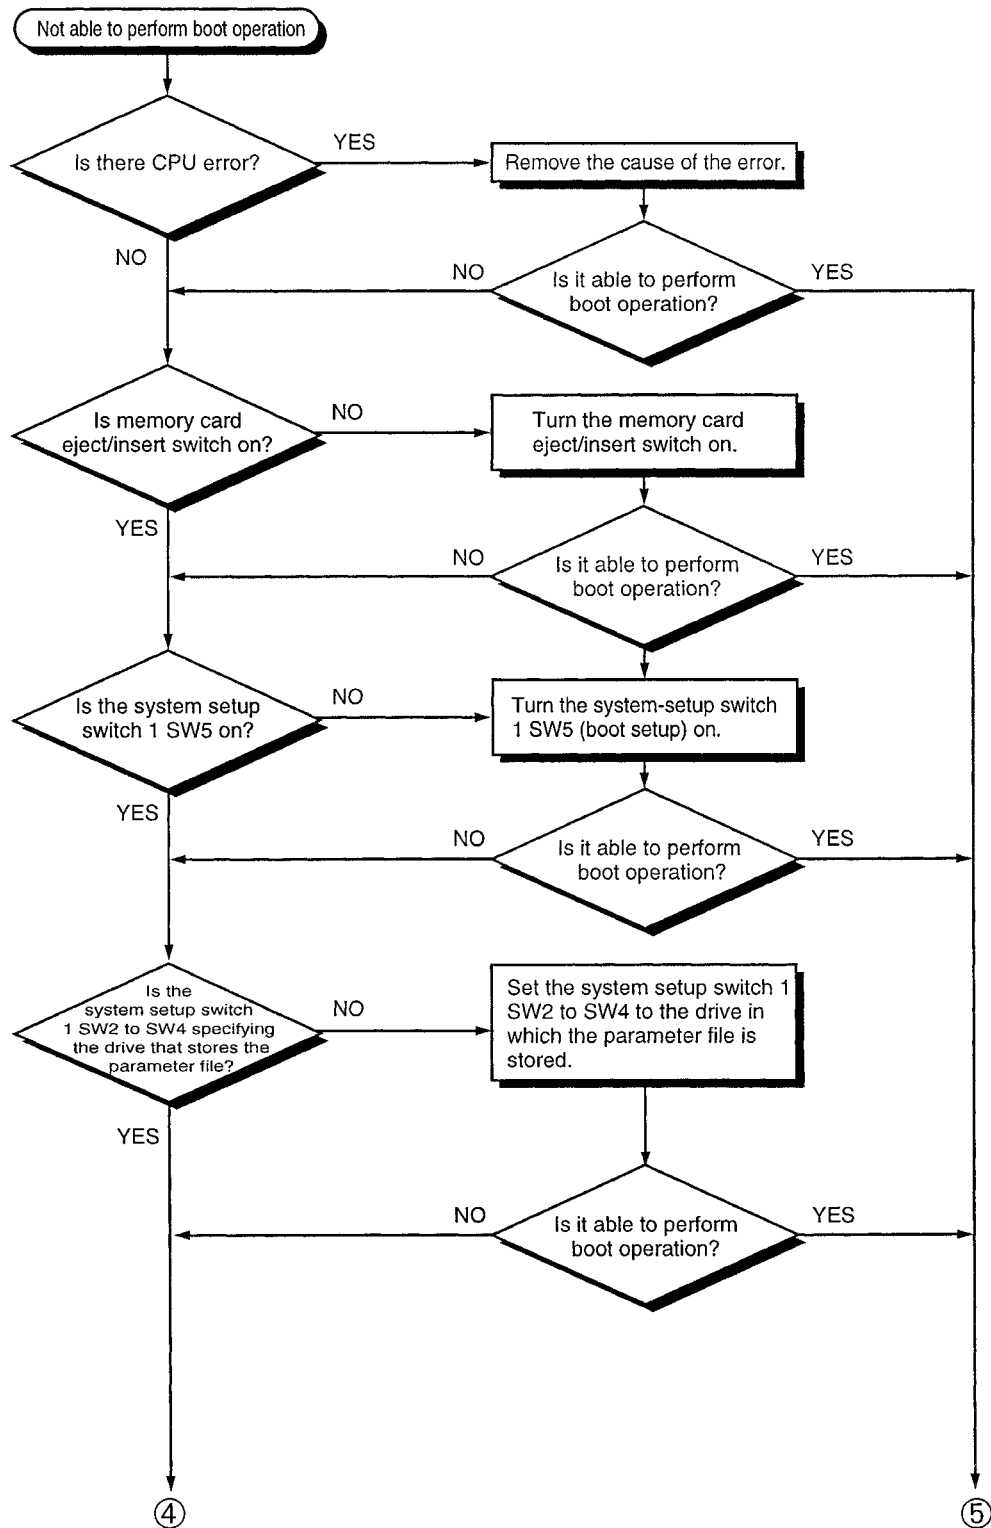 Not able to perform boot operation
YES
Is there CPU error?
Remove the cause of the error.
NO
NO
Is it able to perform
boot operation?
YES
Is memory card
eject/insert switch on?
NO
Turn the memory card
eject/insert switch on.
YES
NO
Is it able to perform
boot operation?
YES
Is the system setup
switch 1 SW5 on?
NO
Turn the system-setup switch
1 SW5 (boot setup) on.
YES
NO
Is it able to perform
boot operation?
YES
Is the
system setup switch
1 SW2 to SW4 specifying
the drive that stores the
parameter file?
NO
Set the system setup switch 1
SW2 to SW4 to the drive in
which the parameter file is
stored.
YES
NO
Is it able to perform
boot operation?
YES
④
⑤